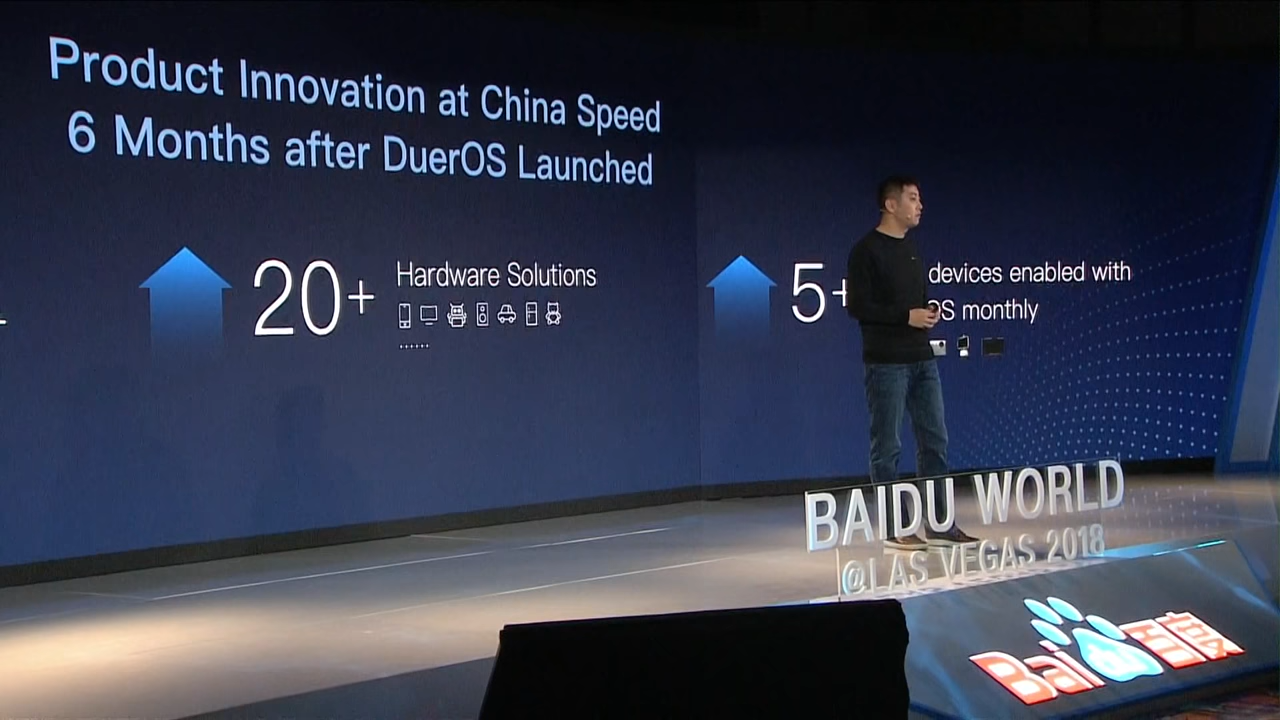 Product Innovation at China Speed
6 Months after DuerOS Launched
20+
Hardware Solutions
......
5+
devices enabled with
OS monthly
BAIDU WORLD
@LAS VEGAS 2018
Bai du 百度